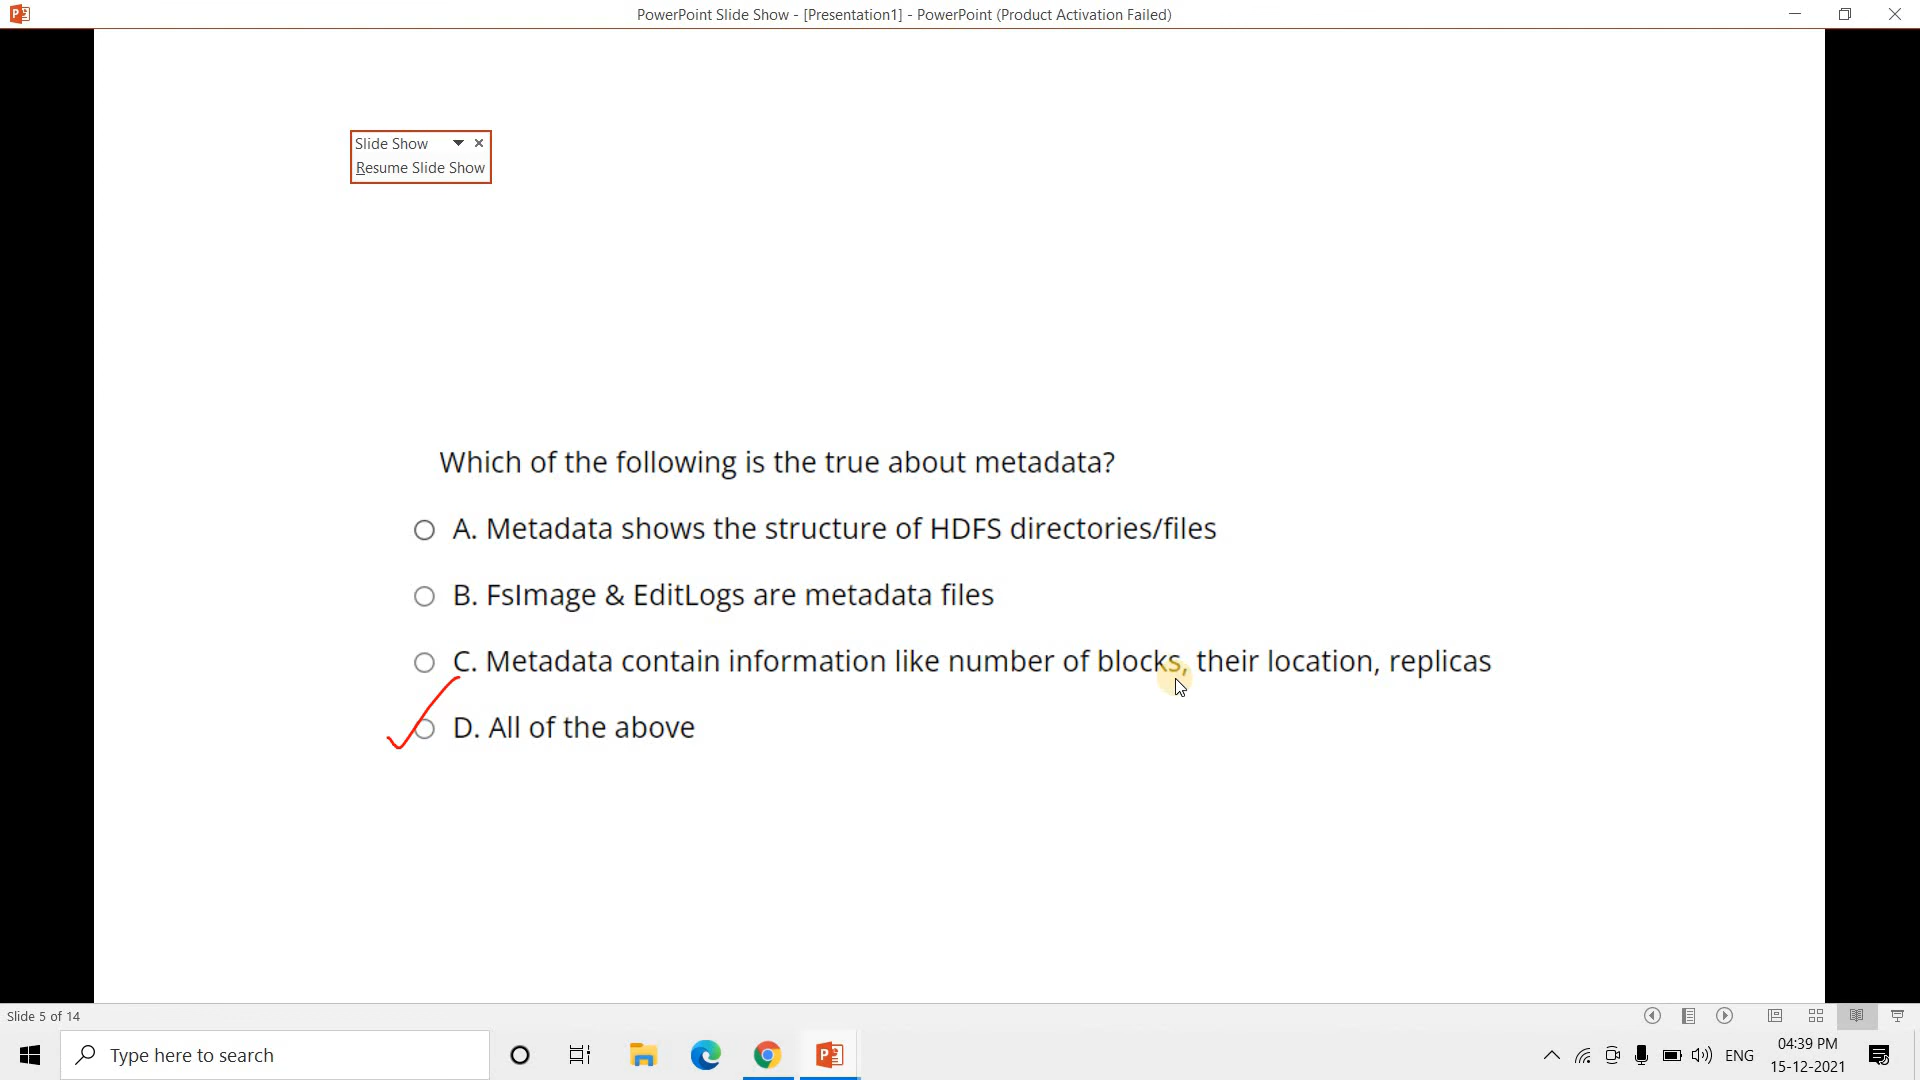 PowerPoint Slide Show - [Presentation1] - PowerPoint (Product Activation Failed)
Slide Show
Resume Slide Show
Which of the following is the true about metadata?
A. Metadata shows the structure of HDFS directories/files
B. FsImage & EditLogs are metadata files
C. Metadata contain information like number of blocks, their location, replicas
D. All of the above
Slide 5 of 14
Type here to search
ENG
04:39 PM
15-12-2021